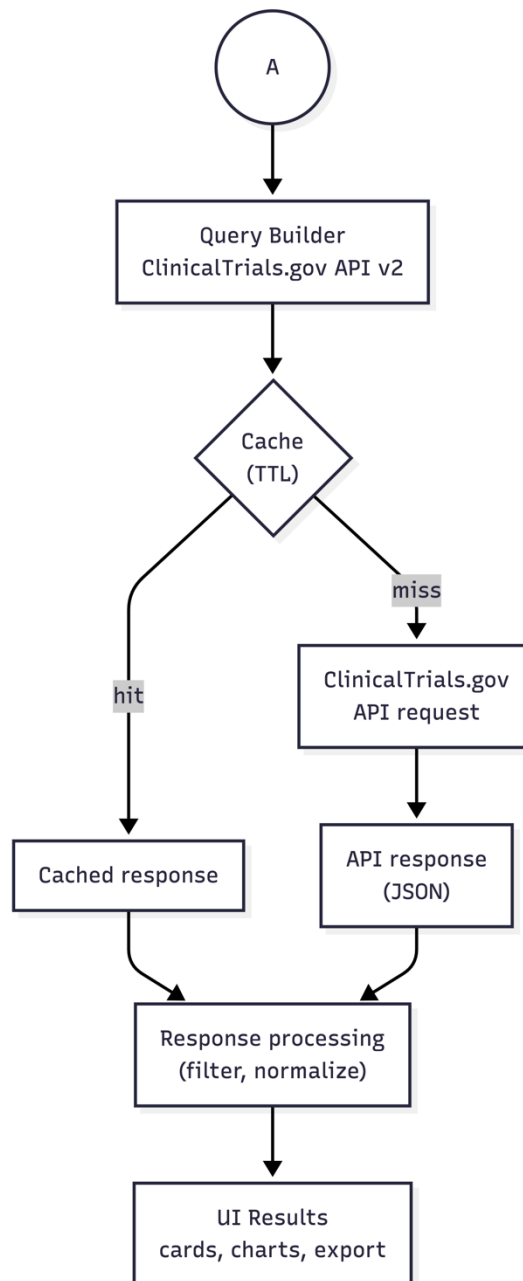 A
Query Builder
ClinicalTrials.gov API v2
Cache
(TTL)
miss
ClinicalTrials.gov
API request
hit
API response
(JSON)
Cached response
Response processing
(filter, normalize)
UI Results
cards, charts, export